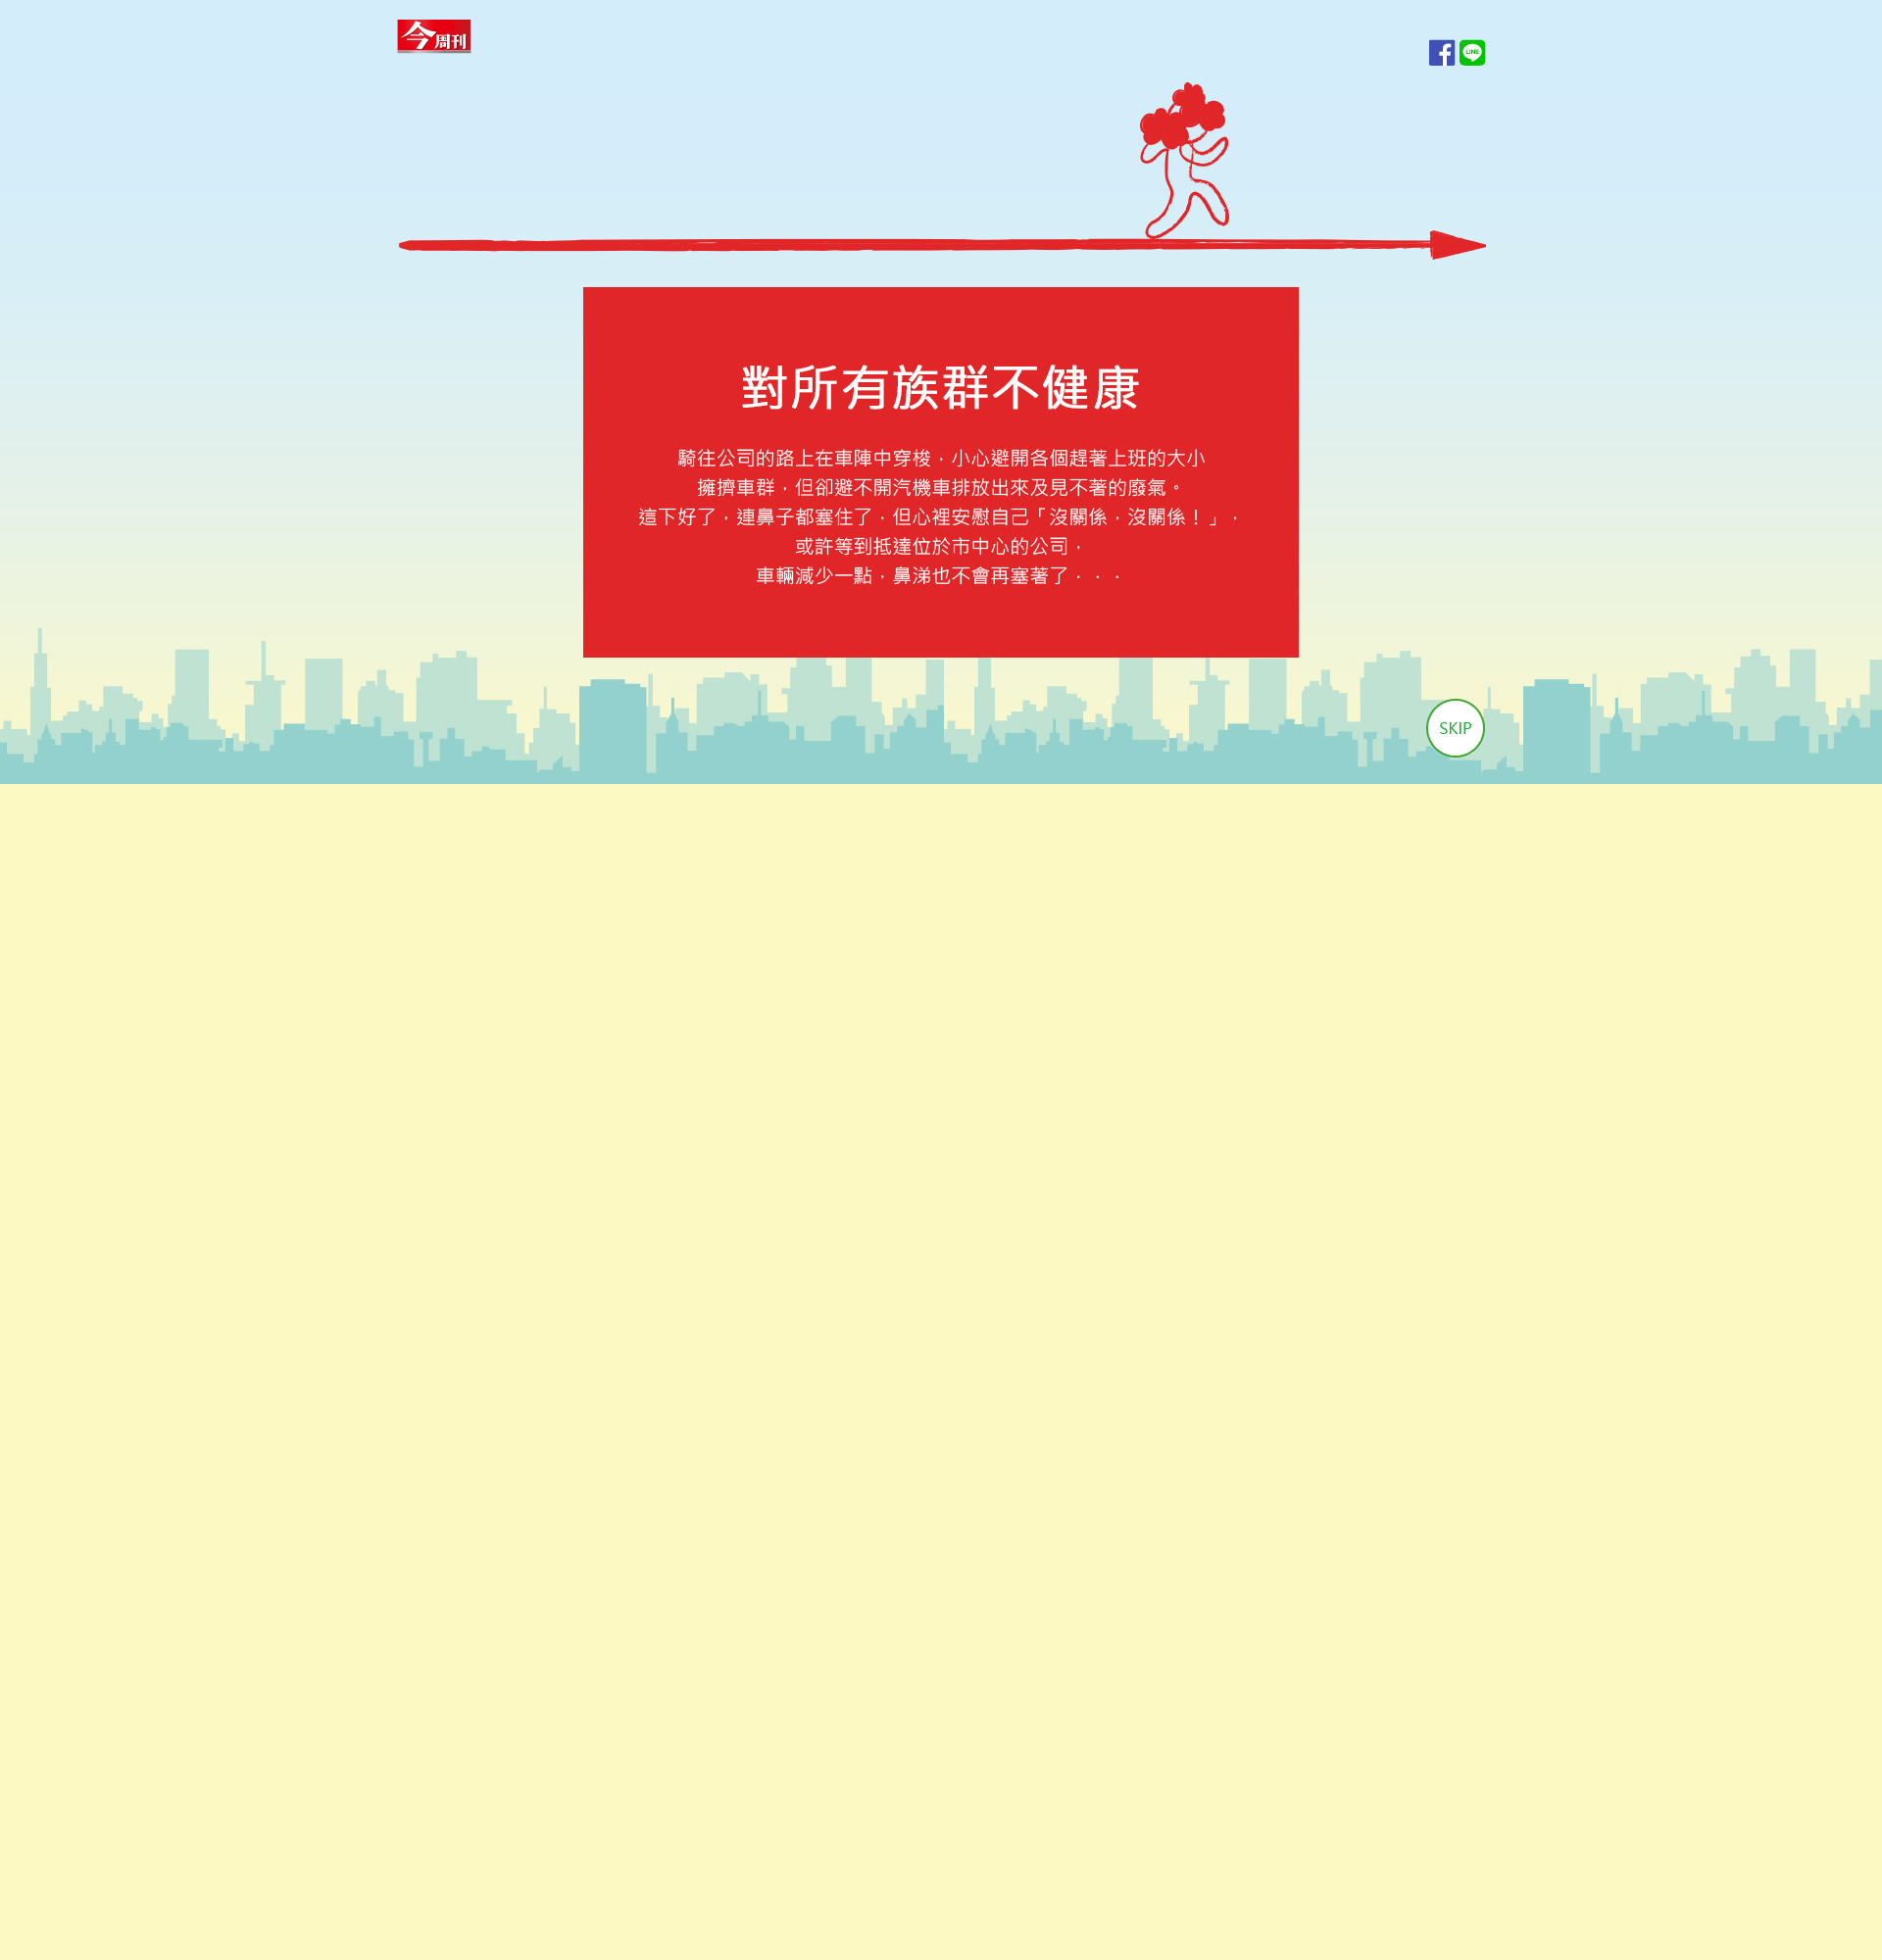 今周刊
LINE
對所有族群不健康
騎往公司的路上在車陣中穿梭，小心避開各個趕著上班的大小
擁擠車群，但卻避不開汽機車排放出來及見不著的廢氣。
這下好了，連鼻子都塞住了，但心裡安慰自己「沒關係，沒關係！」，
或許等到抵達位於市中心的公司，
車輛減少一點，鼻涕也不會再塞著了．．．
SKIP